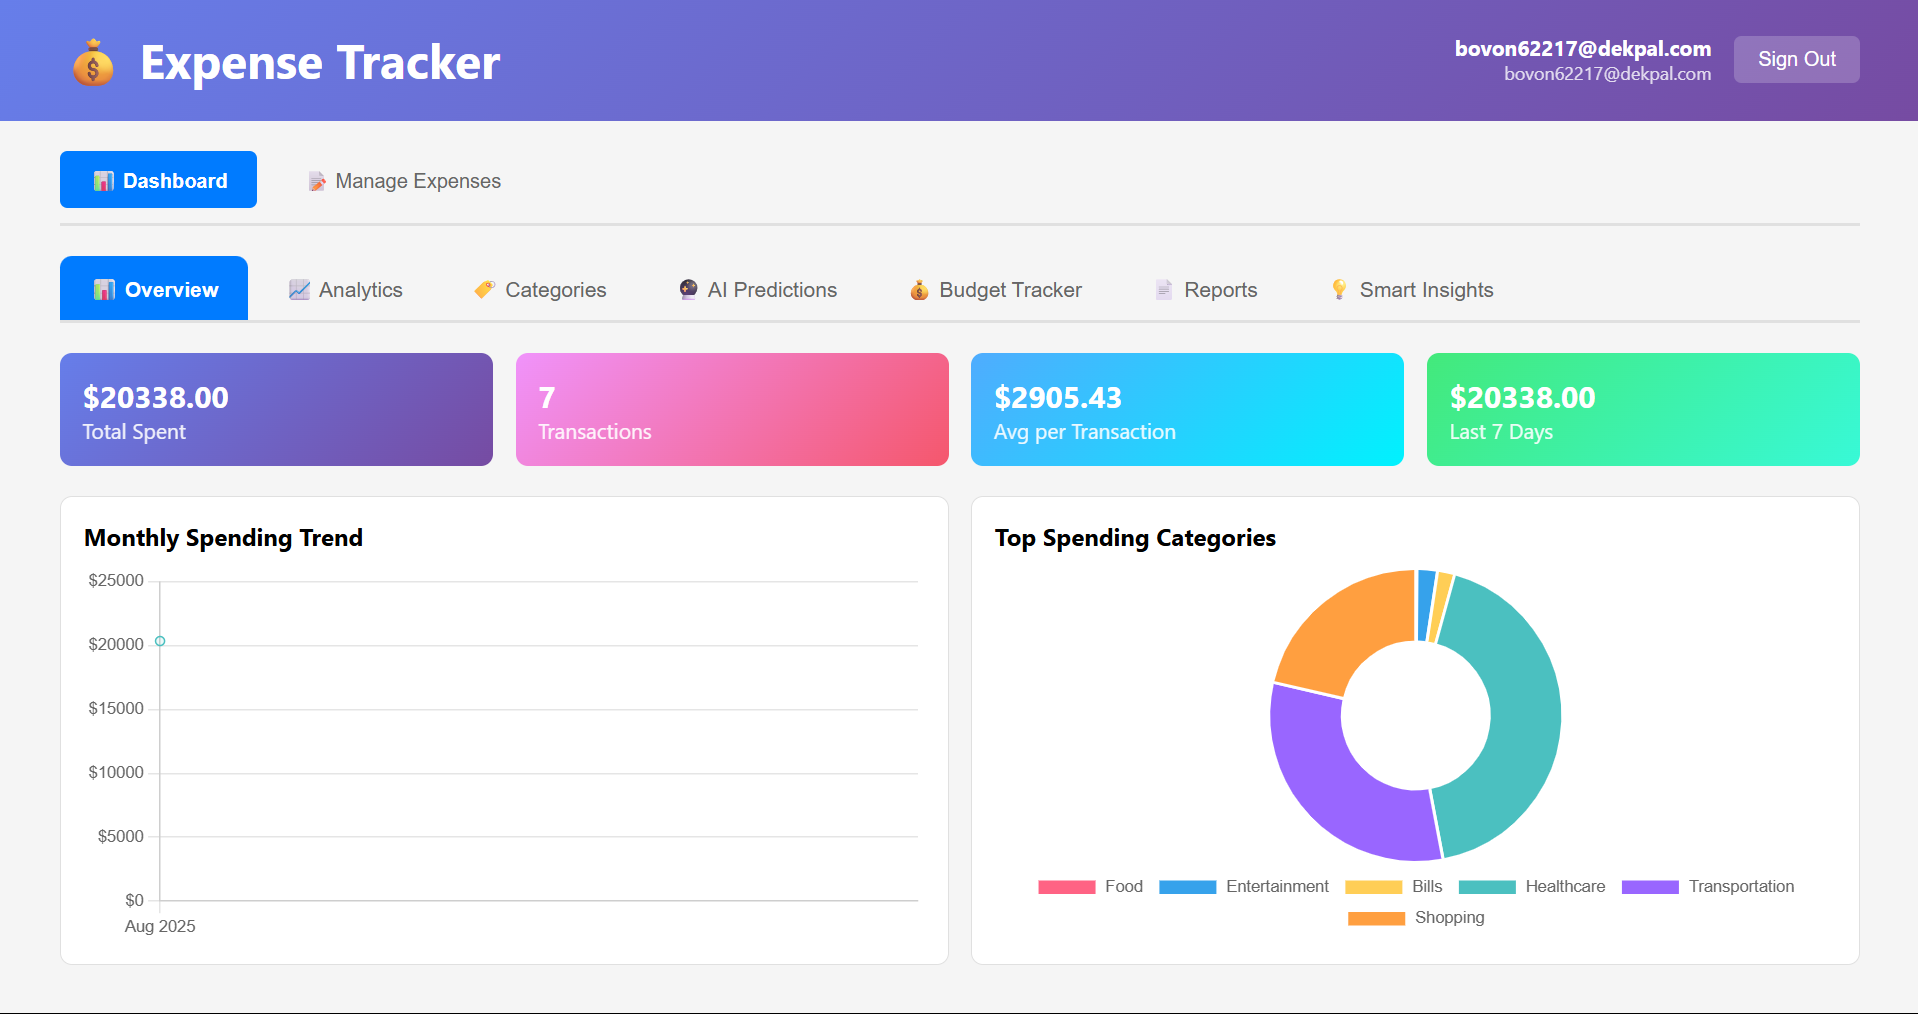 Expense Tracker
bovon62217@dekpal.com
bovon62217@dekpal.com
Sign Out
Dashboard
Manage Expenses
Overview
Analytics
Categories
AI Predictions
Budget Tracker
Reports
Smart Insights
$20338.00
Total Spent
7
Transactions
$2905.43
Avg per Transaction
$20338.00
Last 7 Days
Monthly Spending Trend
$25000
$20000
$15000
$10000
$5000
$0
Aug 2025
Top Spending Categories
Food
Entertainment
Bills
Healthcare
Transportation
Shopping